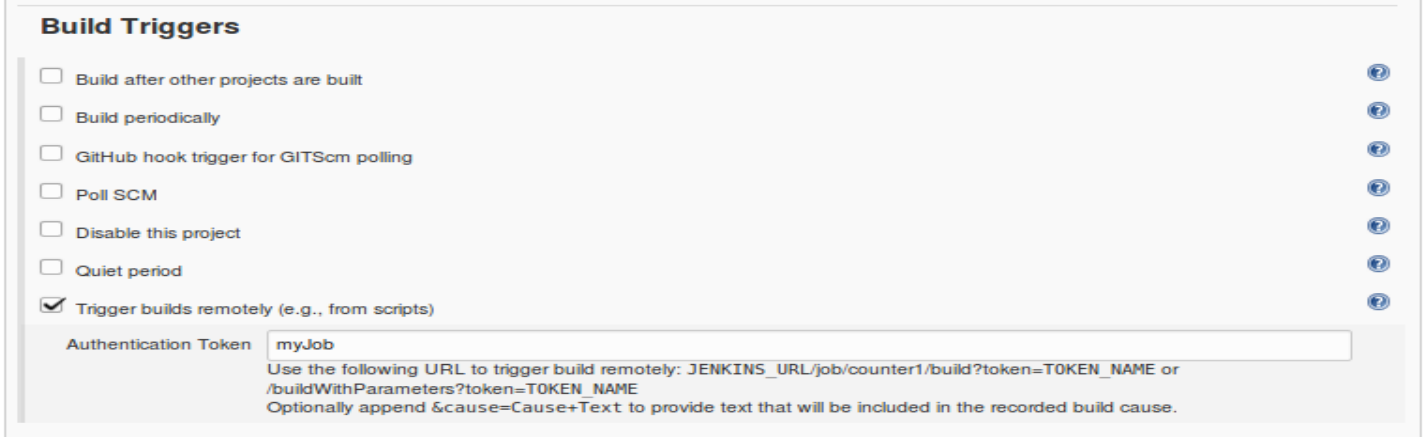 Build Triggers
Build after other projects are built
Build periodically
GitHub hook trigger for GITScm polling
Poll SCM
Disable this project
Quiet period
Trigger builds remotely (e.g., from scripts)
Authentication Token myJob
Use the following URL to trigger build remotely: JENKINS_URL/job/counter1/build?token=TOKEN_NAME or
/buildWithParameters?token=TOKEN_NAME
Optionally append &cause=Cause+Text to provide text that will be included in the recorded build cause.